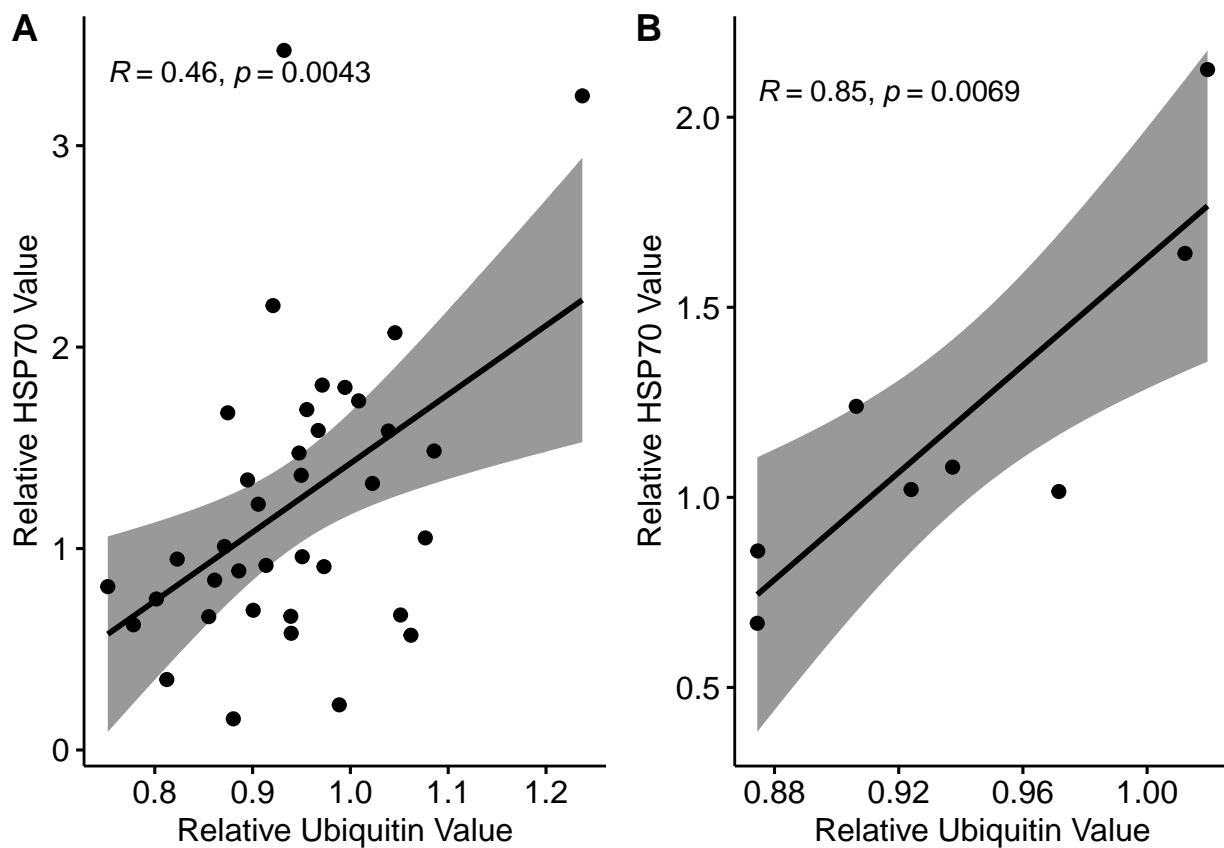 A
R = 0.46, p = 0.0043
3
2
1
0
0.8 0.9 1.0 1.1 1.2
Relative Ubiquitin Value
Relative HSP70 Value
B
R = 0.85, p = 0.0069
2.0
1.5
1.0
0.5
0.88 0.92 0.96 1.00
Relative Ubiquitin Value
Relative HSP70 Value